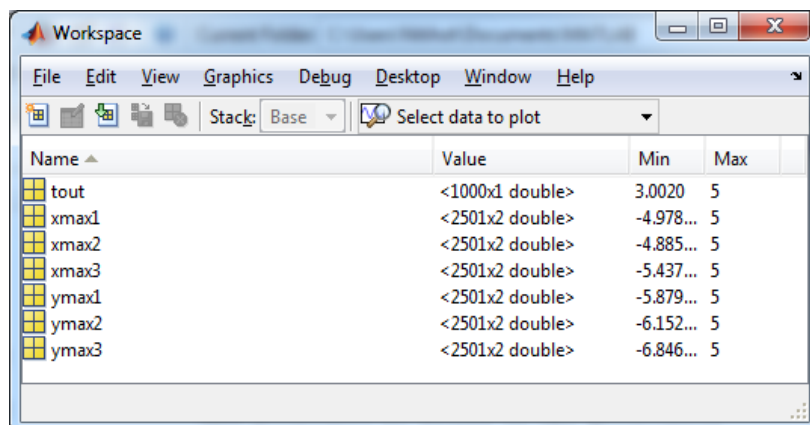 Workspace
File Edit View Graphics Debug Desktop Window Help
Stack: Base Select data to plot
Name Value Min Max
tout <1000x1 double> 3.0020 5
xmax1 <2501x2 double> -4.978... 5
xmax2 <2501x2 double> -4.885... 5
xmax3 <2501x2 double> -5.437... 5
ymax1 <2501x2 double> -5.879... 5
ymax2 <2501x2 double> -6.152... 5
ymax3 <2501x2 double> -6.846... 5